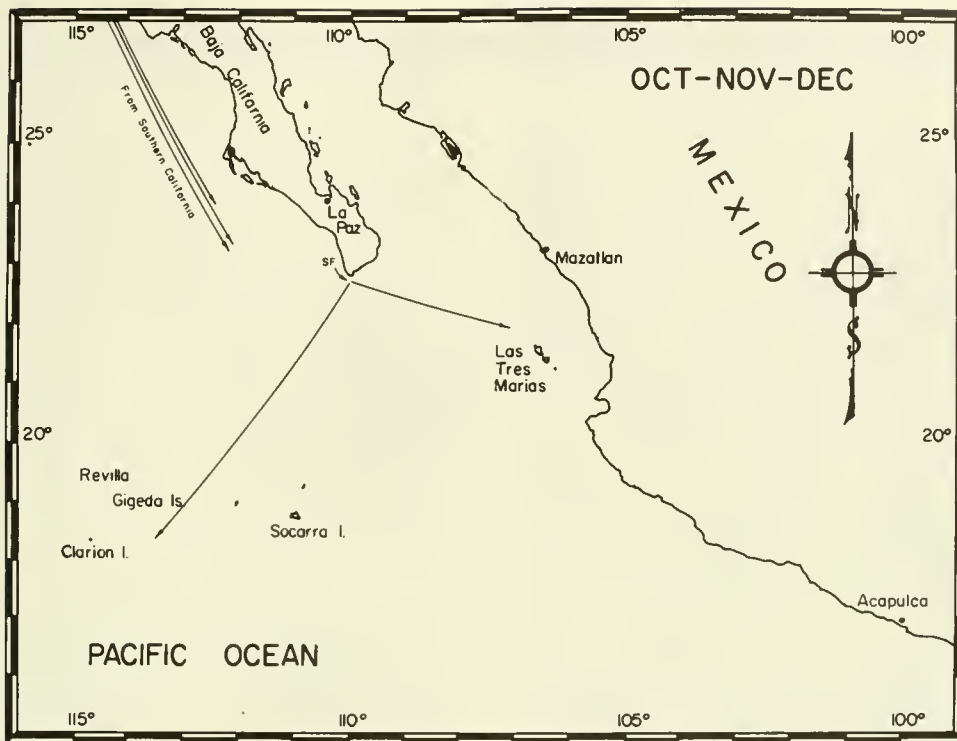 115°
110°
105°
100°
Baja California
OCT-NOV-DEC
From Southern California
25°
25°
MEXICO
La
Paz
Mazatlan
SF
Las
Tres
Marias
S
20°
20°
Revilla
Gigeda Is.
Socarra I.
Clarion I.
Acapulca
PACIFIC OCEAN
115°
110°
105°
100°